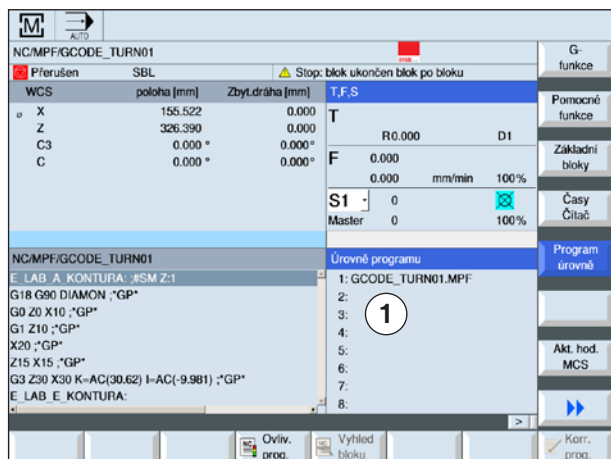 M
AUTO
NC/MPF/GCODE_TURN01
Přerušen SBL Stop: blok ukončen blok po bloku
WCS poloha [mm] Zbyt.dráha [mm]
ø X 155.522 0.000
Z 326.390 0.000
C3 0.000 ° 0.000°
C 0.000 ° 0.000°
T,F,S
T
R0.000 D1
F 0.000
0.000 mm/min 100%
S1 0
Master 0 100%
NC/MPF/GCODE_TURN01
E_LAB_A_KONTURA: ;#SM Z:1
G18 G90 DIAMON ;*GP*
G0 Z0 X10 ;*GP*
G1 Z10 ;*GP*
X20 ;*GP*
Z15 X15 ;*GP*
G3 Z30 X30 K=AC(30.62) I=AC(-9.981) ;*GP*
E_LAB_E_KONTURA:
Úrovně programu
1: GCODE_TURN01.MPF
2:
3:
4:
5:
6:
7:
8:
1
>
G-
funkce
Pomocné
funkce
Základní
bloky
Časy
Čítač
Program
úrovně
Akt. hod.
MCS
NC Ovliv.
prog.
NC Vyhled
bloku
Korr.
prog.